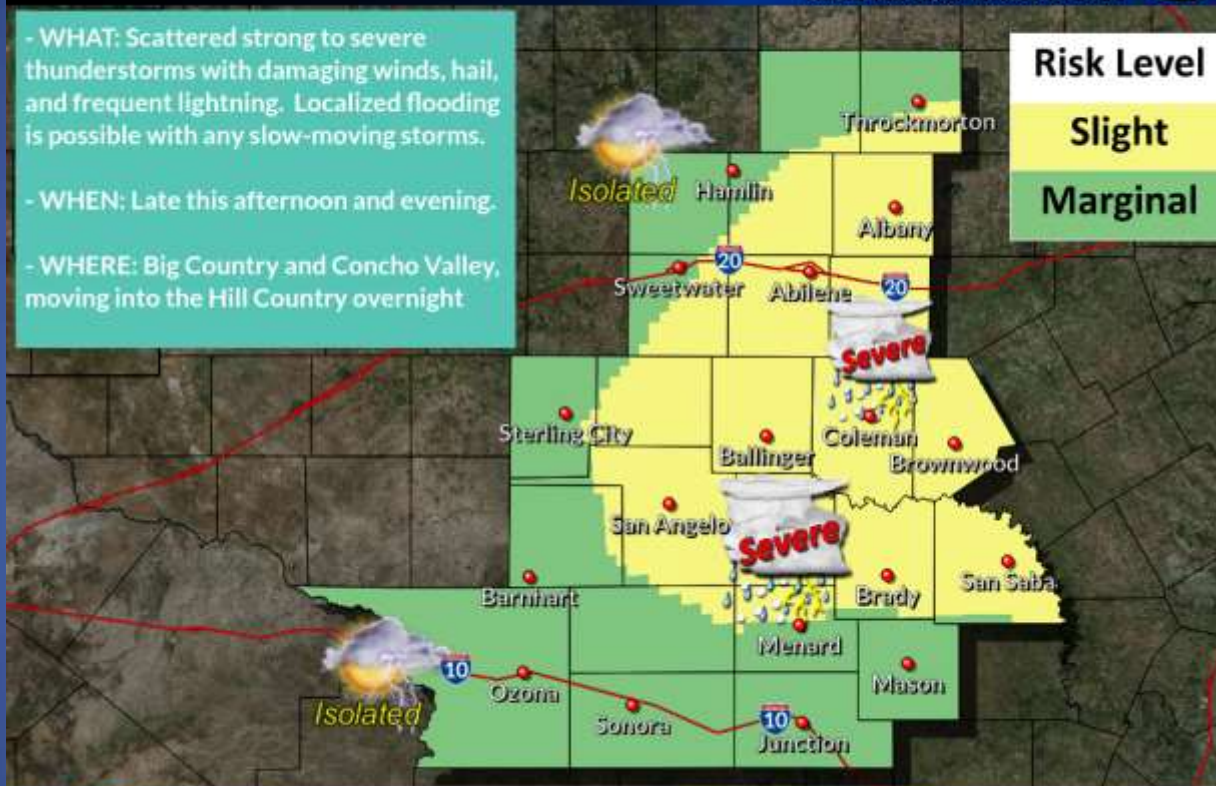 - WHAT: Scattered strong to severe
thunderstorms with damaging winds, hail,
and frequent lightning. Localized flooding
is possible with any slow-moving storms.
- WHEN: Late this afternoon and evening.
- WHERE: Big Country and Concho Valley,
moving into the Hill Country overnight
Risk Level
Slight
Marginal
Throckmorton
Isolated
Hamlin
Albany
20
Sweetwater
Abilene
20
Severe
Sterling City
Coleman
Ballinger
Brownwood
San Angelo
Severe
Barnhart
Brady
San Saba
Menard
10
Ozona
Mason
Isolated
Sonora
10
Junction